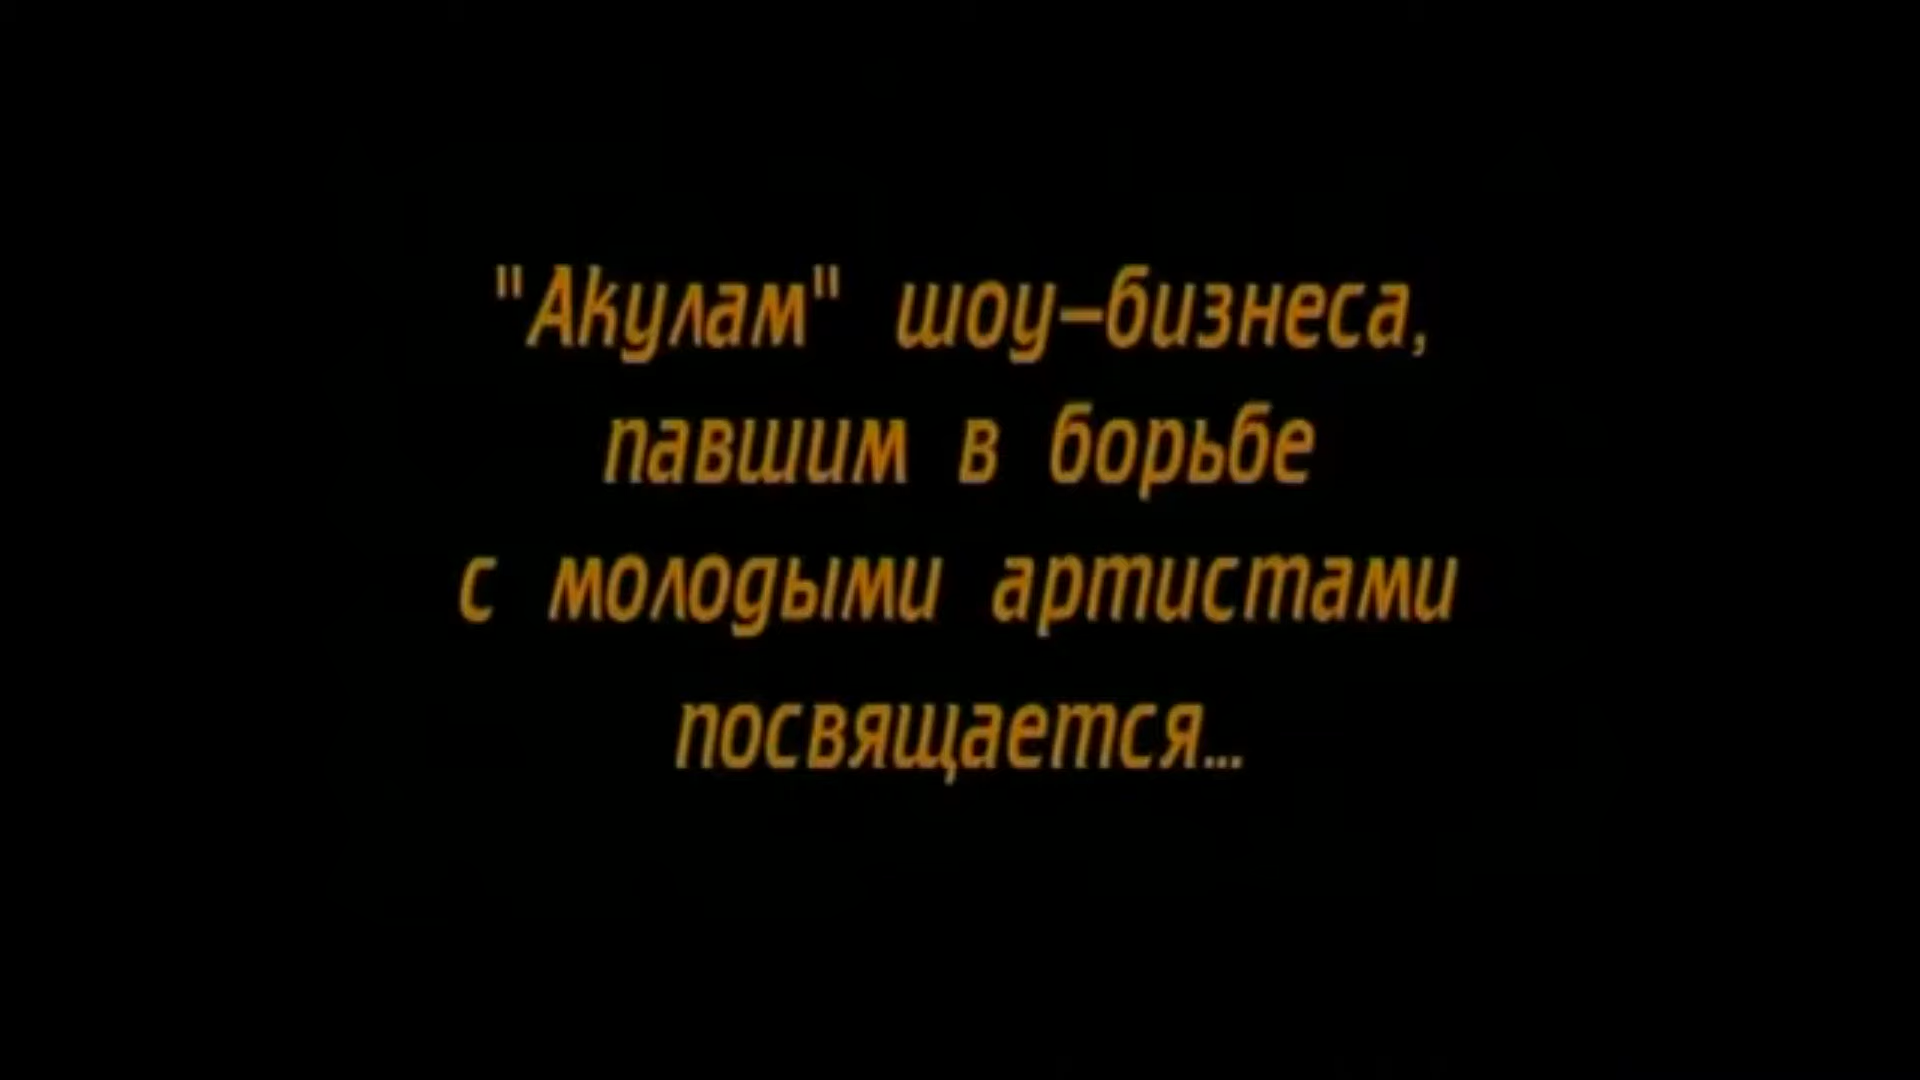 "Акулам" шоу-бизнеса,
павшим в борьбе
с молодыми артистами
посвящается...